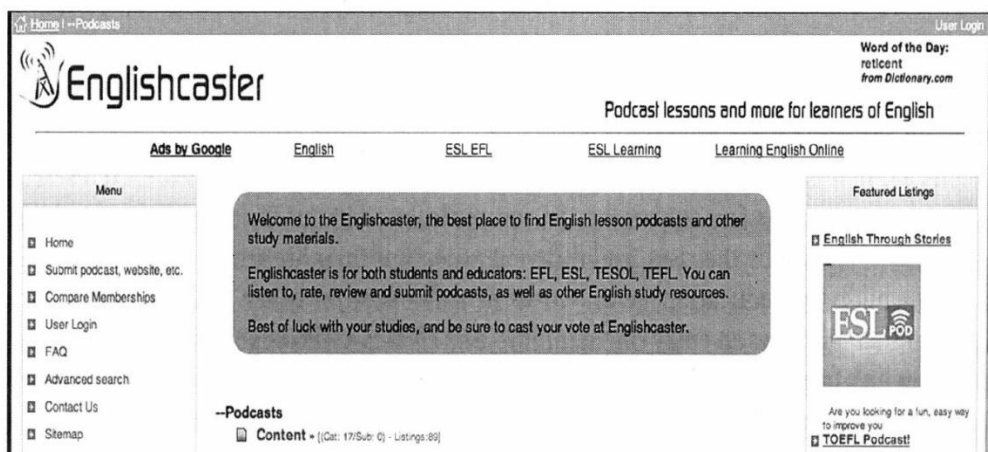 Home | --Podcasts
User Login
Englishcaster
Word of the Day:
reticent
from Dictionary.com
Podcast lessons and more for learners of English
Ads by Google English ESL EFL ESL Learning Learning English Online
Menu
Home
Submit podcast, website, etc.
Compare Memberships
User Login
FAQ
Advanced search
Contact Us
Sitemap
Welcome to the Englishcaster, the best place to find English lesson podcasts and other
study materials.
Englishcaster is for both students and educators: EFL, ESL, TESOL, TEFL. You can
listen to, rate, review and submit podcasts, as well as other English study resources.
Best of luck with your studies, and be sure to cast your vote at Englishcaster.
--Podcasts
Content - [(Cat: 17/Sub: 0) - Listings:89]
Featured Listings
English Through Stories
ESL POD
Are you looking for a fun, easy way
to improve you
TOEFL Podcast!